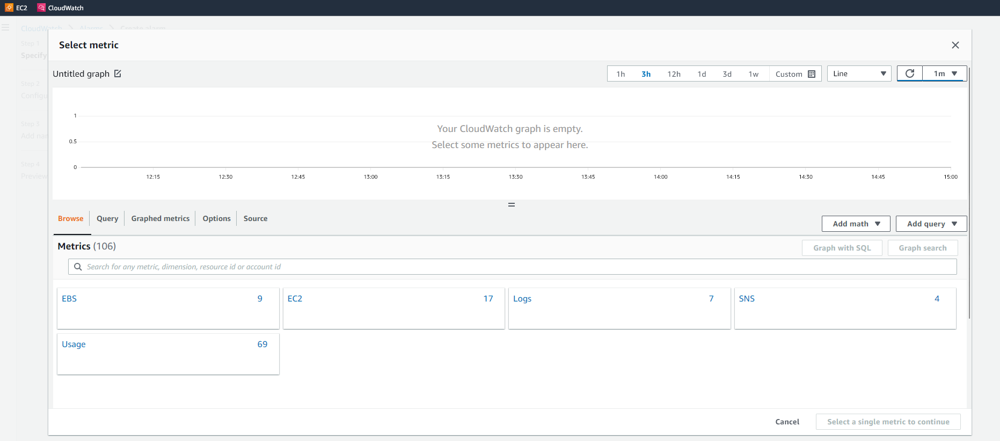 EC2 CloudWatch
CloudWatch Alarms Create alarm
Select metric
Step 1
Specify
Untitled graph 1h 3h 12h 1d 3d 1w Custom Line 1m
Step 2
Configu
Step 3
Add nar
Step 4
Preview
1
0.5
0
Your CloudWatch graph is empty.
Select some metrics to appear here.
12:15 12:30 12:45 13:00 13:15 13:30 13:45 14:00 14:15 14:30 14:45 15:00
Browse Query Graphed metrics Options Source
Add math Add query
Metrics (106)
Graph with SQL Graph search
Search for any metric, dimension, resource id or account id
EBS 9 EC2 17 Logs 7 SNS 4
Usage 69
Cancel Select a single metric to continue